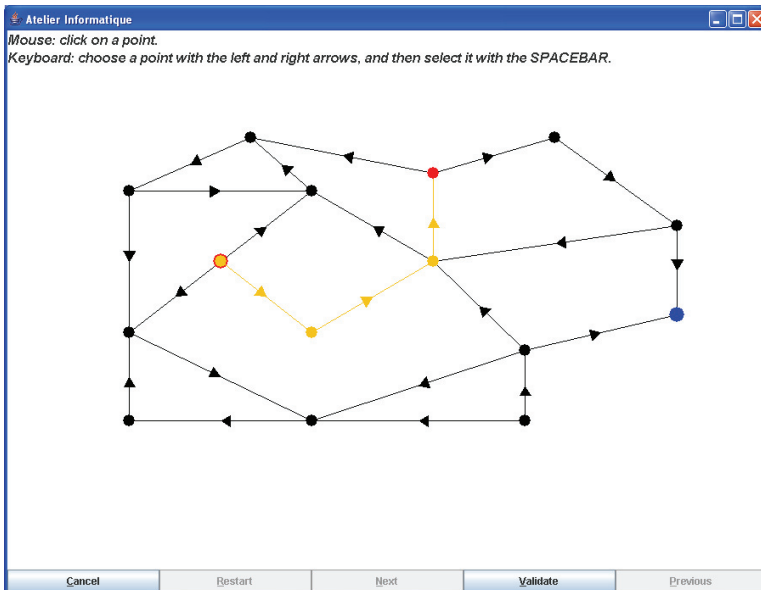 Atelier Informatique
Mouse: click on a point.
Keyboard: choose a point with the left and right arrows, and then select it with the SPACEBAR.
Cancel Restart Next Validate Previous